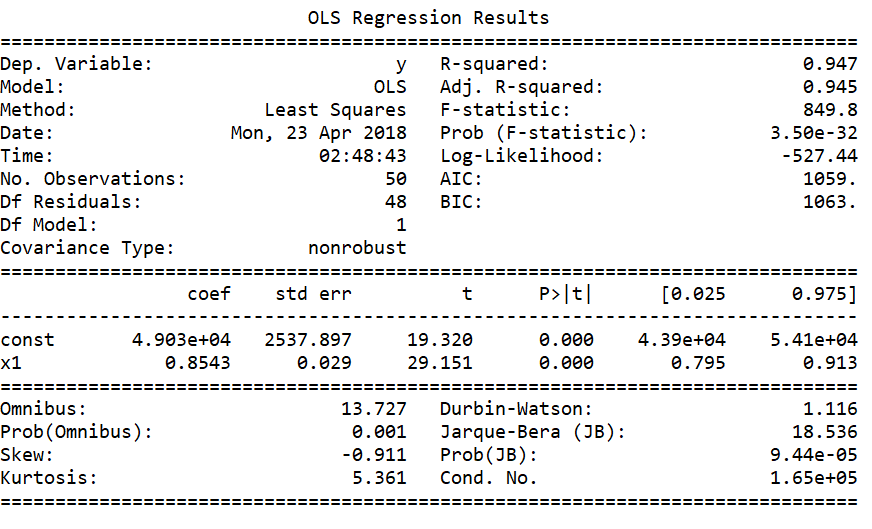 OLS Regression Results
==============================================================================
Dep. Variable:                      y   R-squared:                       0.947
Model:                            OLS   Adj. R-squared:                  0.945
Method:                 Least Squares   F-statistic:                     849.8
Date:                Mon, 23 Apr 2018   Prob (F-statistic):           3.50e-32
Time:                        02:48:43   Log-Likelihood:                -527.44
No. Observations:                  50   AIC:                             1059.
Df Residuals:                      48   BIC:                             1063.
Df Model:                           1
Covariance Type:            nonrobust
==============================================================================
                 coef    std err          t      P>|t|      [0.025      0.975]
------------------------------------------------------------------------------
const       4.903e+04   2537.897     19.320      0.000    4.39e+04    5.41e+04
x1             0.8543      0.029     29.151      0.000       0.795       0.913
==============================================================================
Omnibus:                       13.727   Durbin-Watson:                   1.116
Prob(Omnibus):                  0.001   Jarque-Bera (JB):               18.536
Skew:                          -0.911   Prob(JB):                     9.44e-05
Kurtosis:                       5.361   Cond. No.                     1.65e+05
==============================================================================